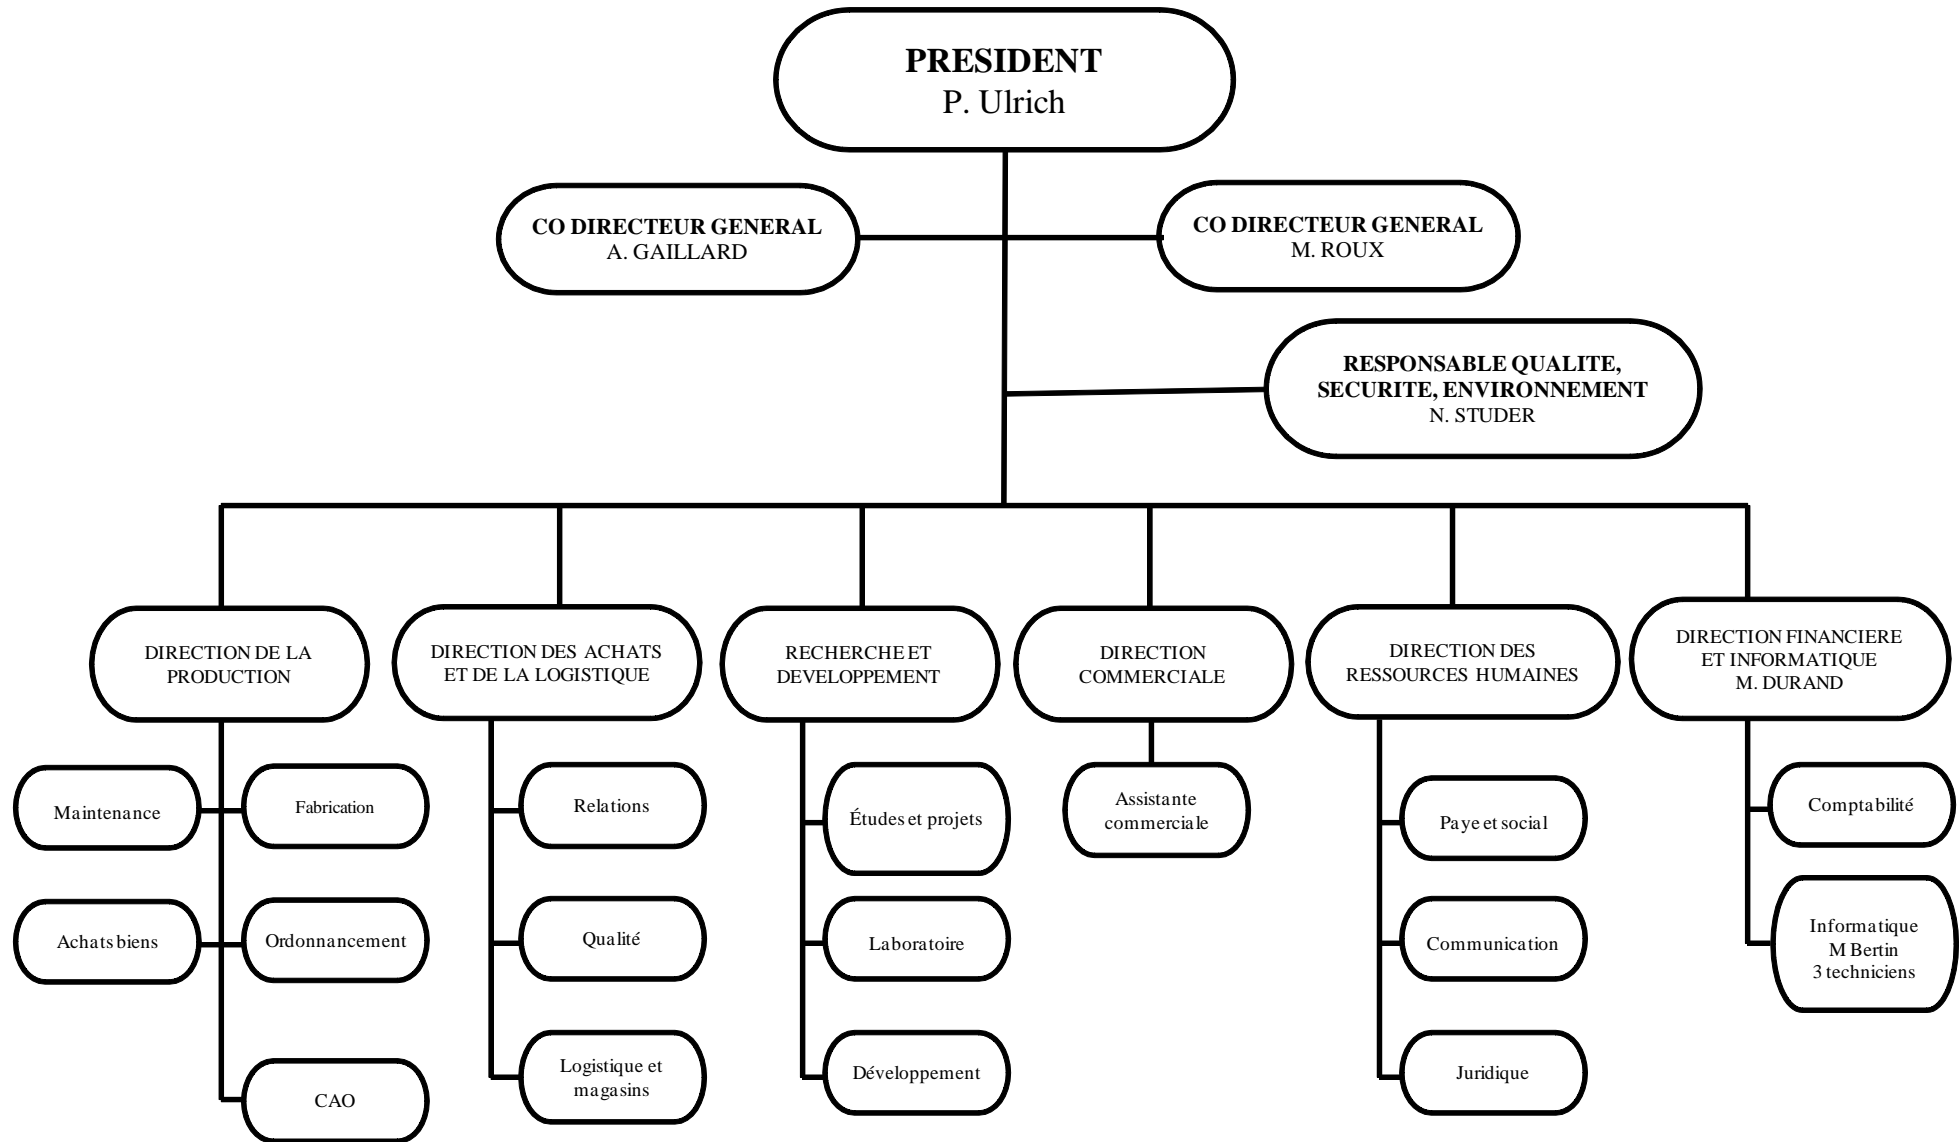 PRESIDENT
P. Ulrich
CO DIRECTEUR GENERAL
A. GAILLARD
CO DIRECTEUR GENERAL
M. ROUX
RESPONSABLE QUALITE,
SECURITE, ENVIRONNEMENT
N. STUDER
DIRECTION DE LA
PRODUCTION
DIRECTION DES ACHATS
ET DE LA LOGISTIQUE
RECHERCHE ET
DEVELOPPEMENT
DIRECTION
COMMERCIALE
DIRECTION DES
RESSOURCES HUMAINES
DIRECTION FINANCIERE
ET INFORMATIQUE
M. DURAND
Maintenance
Fabrication
Relations
Études et projets
Assistante
commerciale
Paye et social
Comptabilité
Achats biens
Ordonnancement
Qualité
Laboratoire
Communication
Informatique
M Bertin
3 techniciens
CAO
Logistique et
magasins
Développement
Juridique